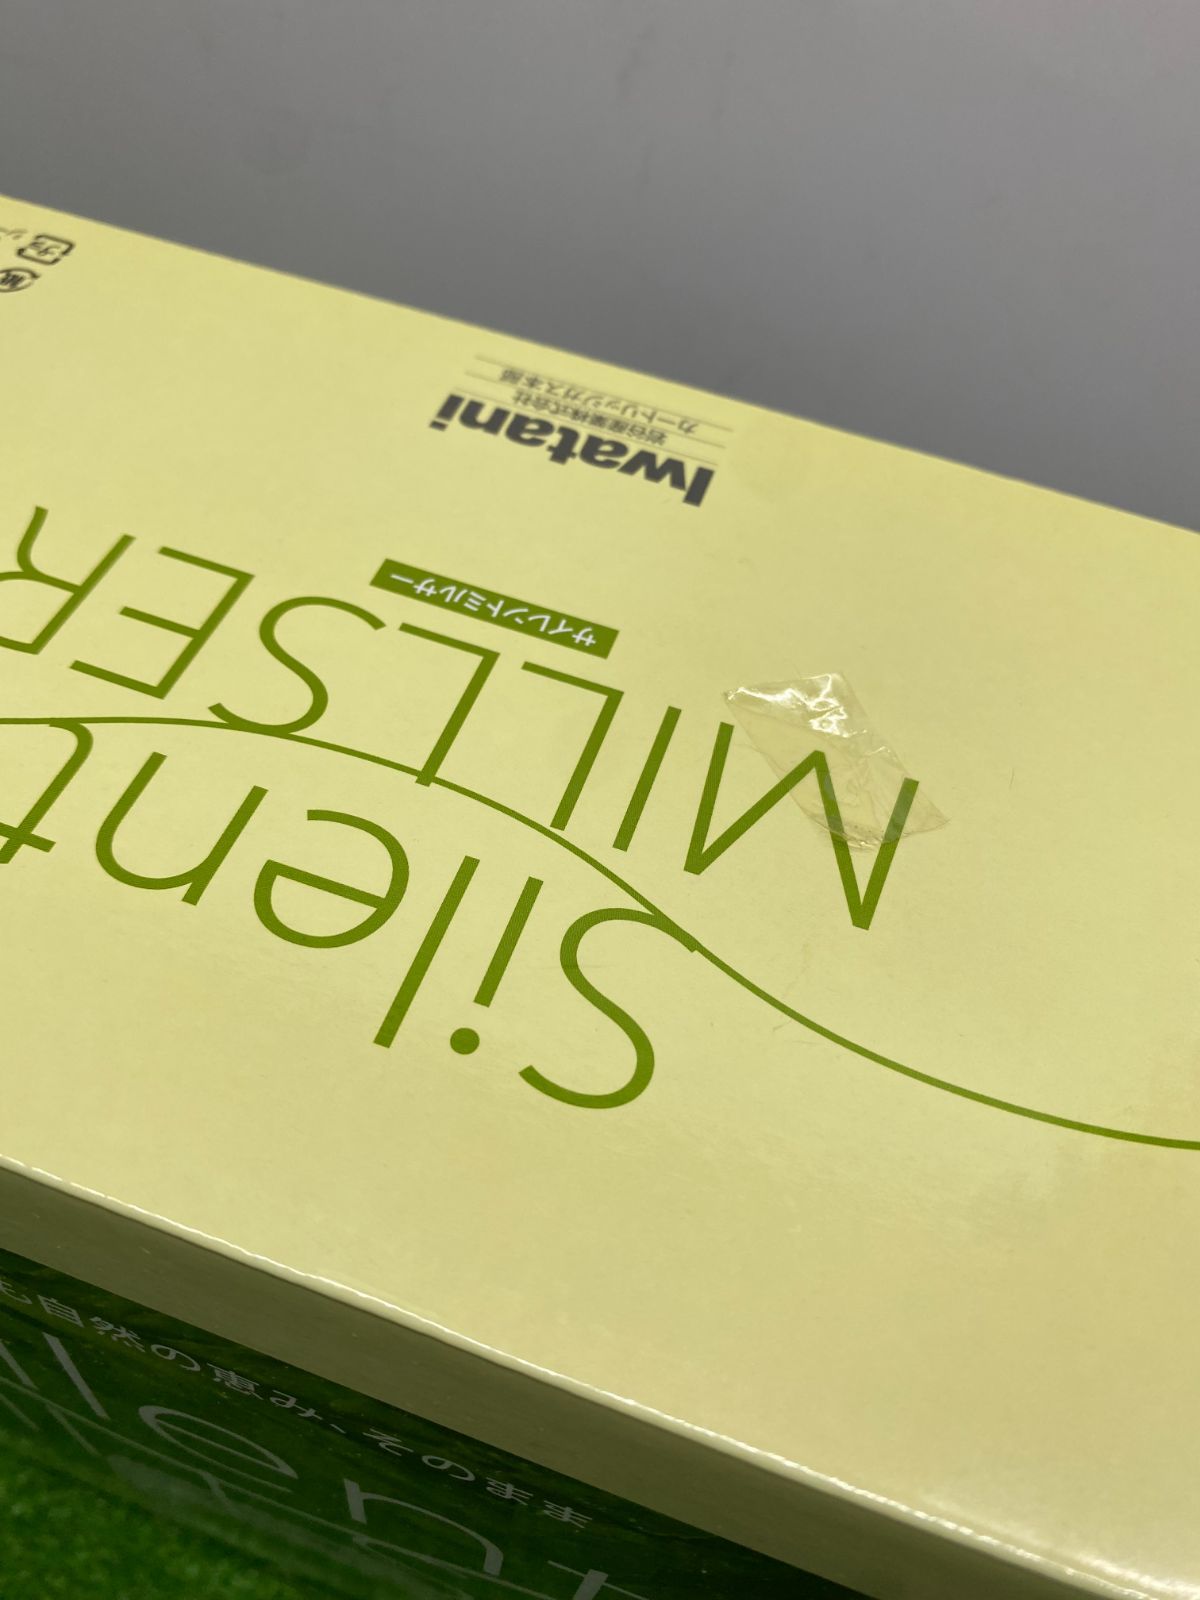 Silent
MILLSER
サイレントミルサー
Iwatani
岩谷産業株式会社
カートリッジガス本部
も自然の恵み、そのまま